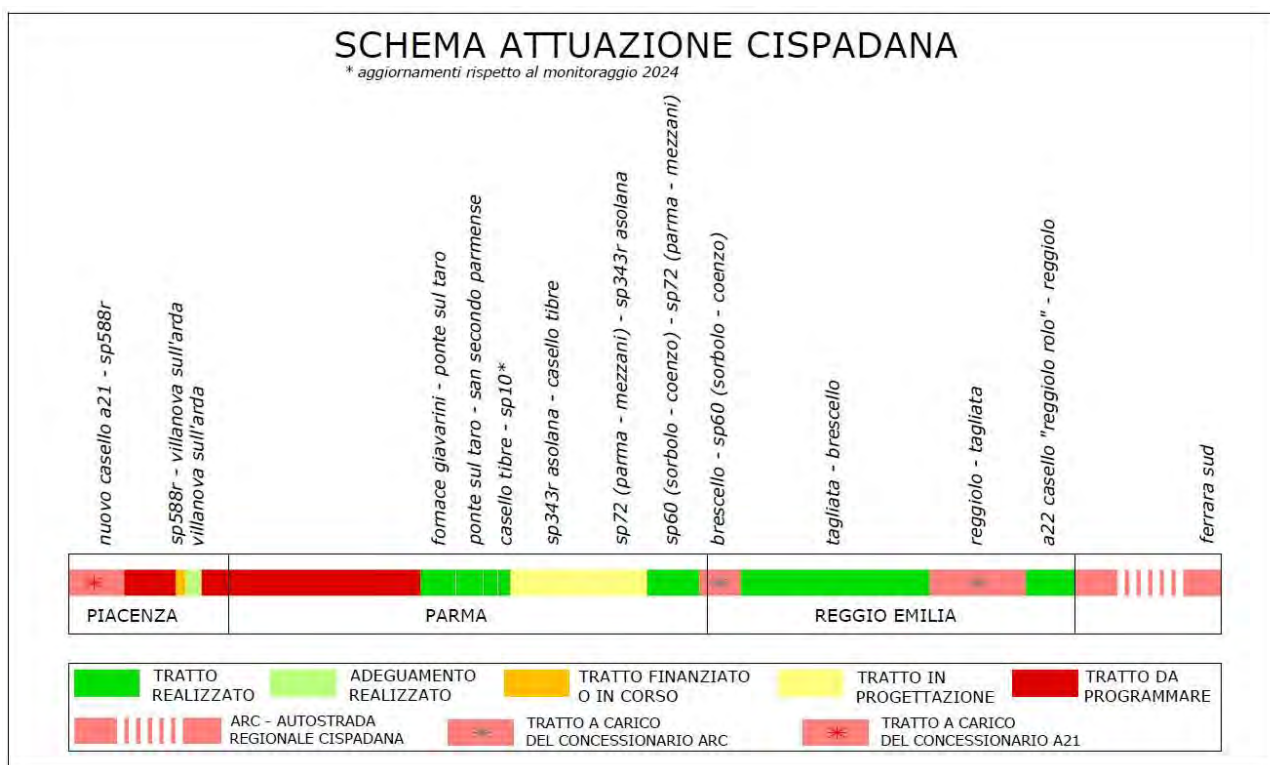 SCHEMA ATTUAZIONE CISPADANA
* aggiornamenti rispetto al monitoraggio 2024
nuovo casello a21 - sp588r
sp588r - villanova sull'arda
villanova sull'arda
fornace giavarini - ponte sul taro
ponte sul taro - san secondo parmense
casello tibre - sp10*
sp343r asolana - casello tibre
sp72 (parma - mezzani) - sp343r asolana
sp60 (sorbolo - coenzo) - sp72 (parma - mezzani)
brescello - sp60 (sorbolo - coenzo)
tagliata - brescello
reggiolo - tagliata
a22 casello "reggiolo rolo" - reggiolo
ferrara sud
PIACENZA
PARMA
REGGIO EMILIA
TRATTO
REALIZZATO
ADEGUAMENTO
REALIZZATO
TRATTO FINANZIATO
O IN CORSO
TRATTO IN
PROGETTAZIONE
TRATTO DA
PROGRAMMARE
ARC - AUTOSTRADA
REGIONALE CISPADANA
TRATTO A CARICO
DEL CONCESSIONARIO ARC
TRATTO A CARICO
DEL CONCESSIONARIO A21